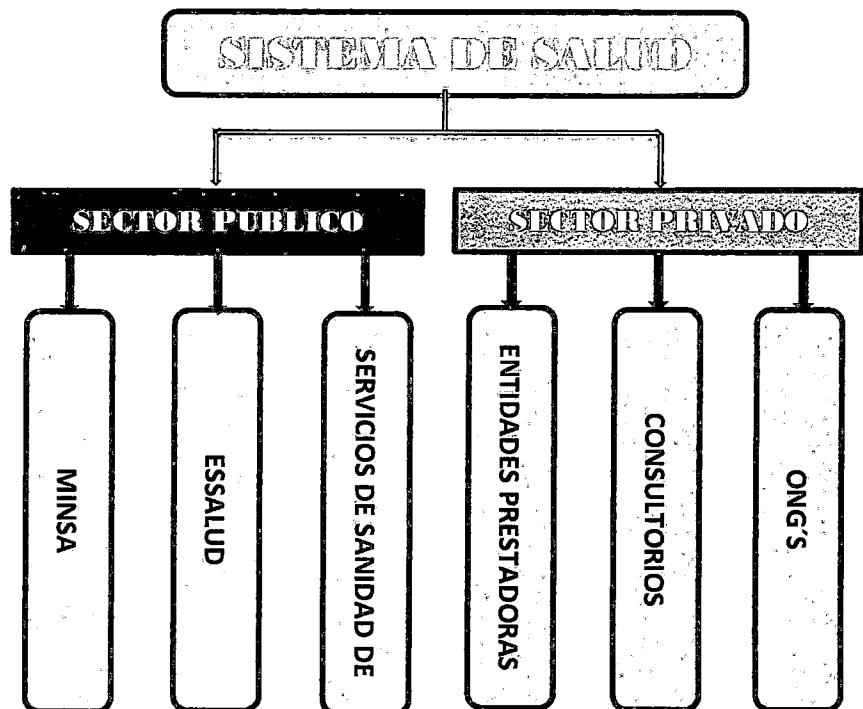 SISTEMA DE SALUD
SECTOR PUBLICO
SECTOR PRIVADO
MINSA
ESSALUD
SERVICIOS DE SANIDAD DE
ENTIDADES PRESTADORAS
CONSULTORIOS
ONG´S